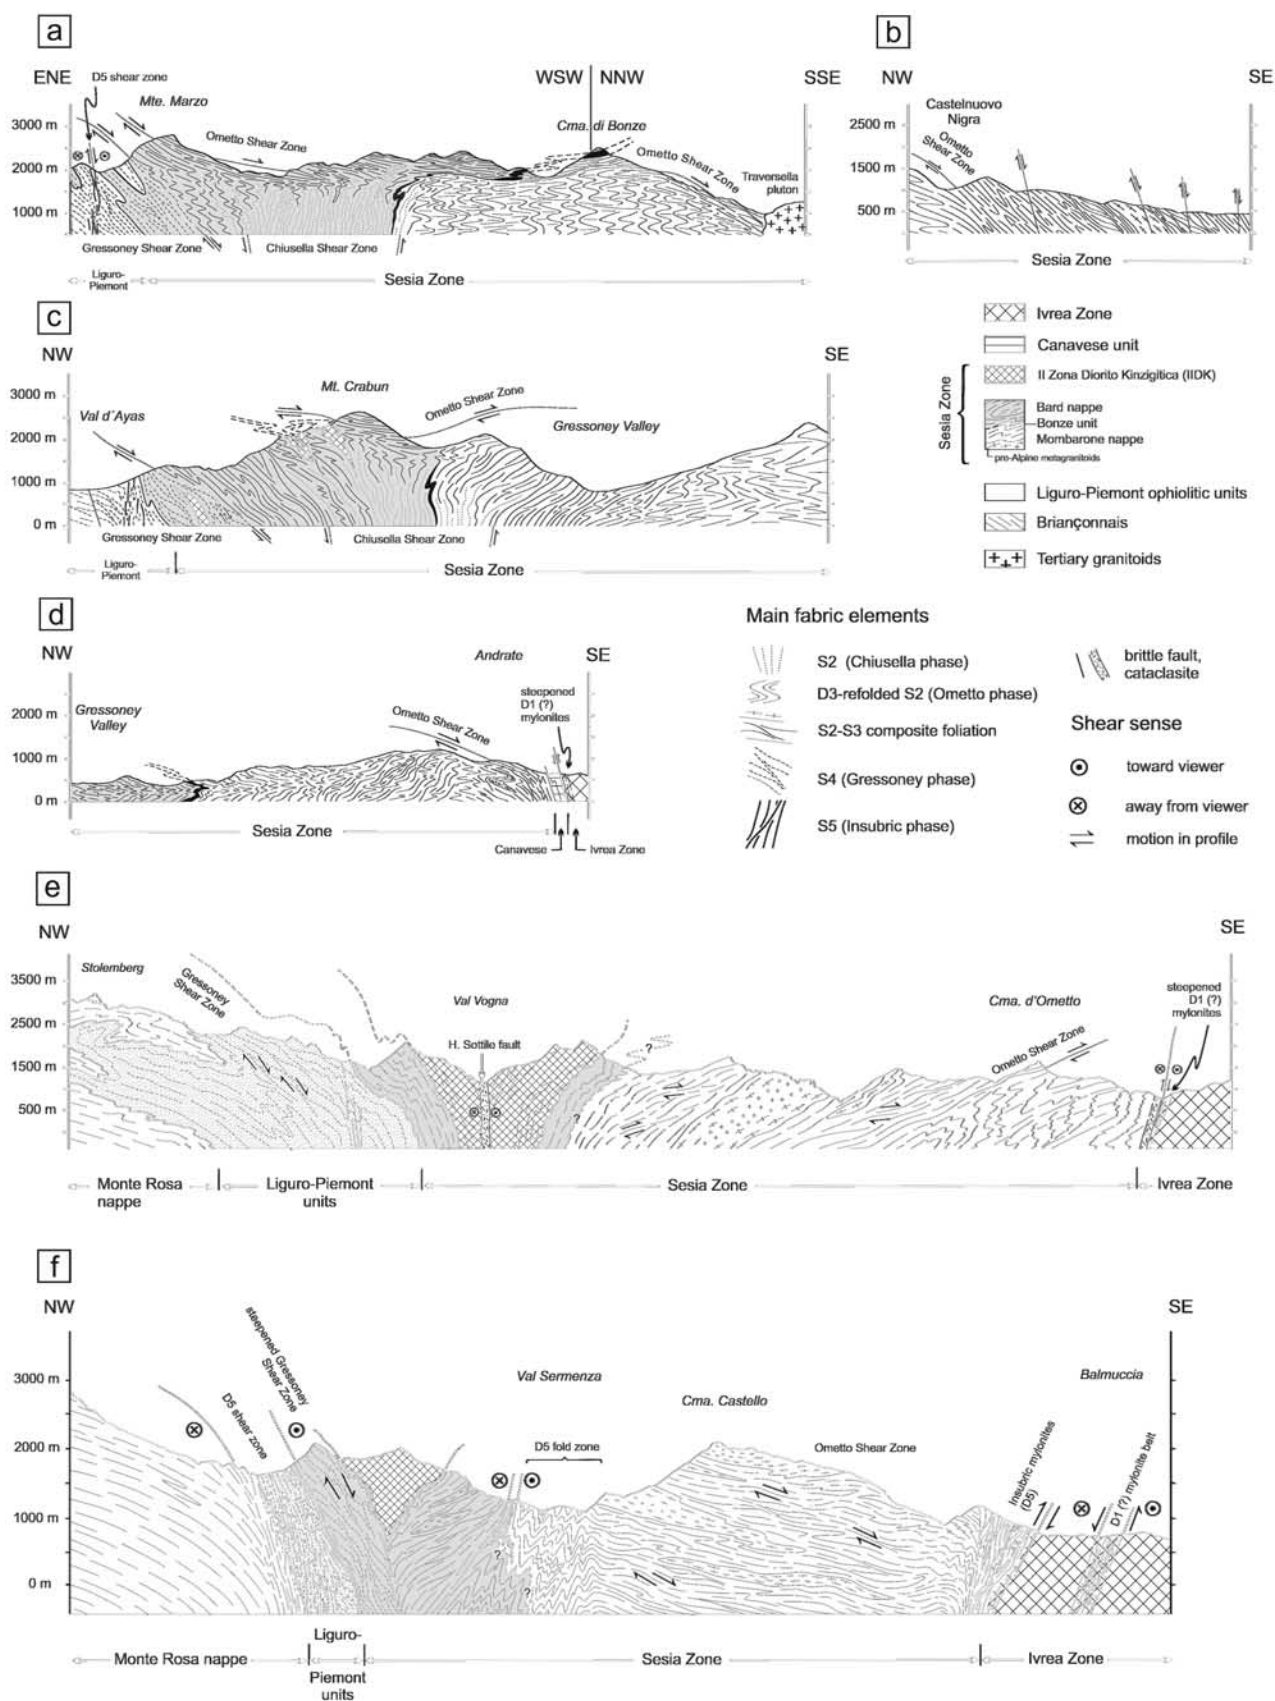 a
ENE
D5 shear zone
Mte. Marzo
WSW
NNW
SSE
3000 m
2000 m
1000 m
Ometto Shear Zone
Cma. di Bonze
Ometto Shear Zone
Traversella
pluton
Gressoney Shear Zone
Chiusella Shear Zone
Liguro-
Piemont
Sesia Zone
b
NW
SE
Castelnuovo
Nigra
2500 m
1500 m
500 m
Ometto
Shear Zone
Sesia Zone
c
NW
SE
3000 m
2000 m
1000 m
0 m
Val d'Ayas
Mt. Crabun
Ometto Shear Zone
Gressoney Valley
Gressoney Shear Zone
Chiusella Shear Zone
Liguro-
Piemont
Sesia Zone
Ivrea Zone
Canavese unit
Sesia Zone
II Zona Diorito Kinzigitica (IIDK)
Bard nappe
Bonze unit
Mombarone nappe
pre-Alpine metagranitoids
Liguro-Piemont ophiolitic units
Briançonnais
Tertiary granitoids
d
NW
Andrate
SE
Gressoney
Valley
2000 m
1000 m
0 m
Ometto Shear Zone
steepened
D1 (?)
mylonites
Sesia Zone
Canavese
Ivrea Zone
Main fabric elements
S2 (Chiusella phase)
D3-refolded S2 (Ometto phase)
S2-S3 composite foliation
S4 (Gressoney phase)
S5 (Insubric phase)
brittle fault,
cataclasite
Shear sense
toward viewer
away from viewer
motion in profile
e
NW
SE
3500 m
2500 m
1500 m
500 m
Stolemberg
Gressoney
Shear Zone
Val Vogna
H. Sottile fault
?
?
Cma. d'Ometto
Ometto Shear Zone
steepened
D1 (?)
mylonites
Monte Rosa
nappe
Liguro-Piemont
units
Sesia Zone
Ivrea Zone
f
NW
SE
3000 m
2000 m
1000 m
0 m
D5 shear zone
steepened Gressoney
Shear Zone
Val Sermenza
D5 fold zone
?
?
Cma. Castello
Ometto Shear Zone
Balmuccia
Insubric mylonites
(D5)
D1 (?) mylonite belt
Monte Rosa nappe
Liguro-
Piemont
units
Sesia Zone
Ivrea Zone